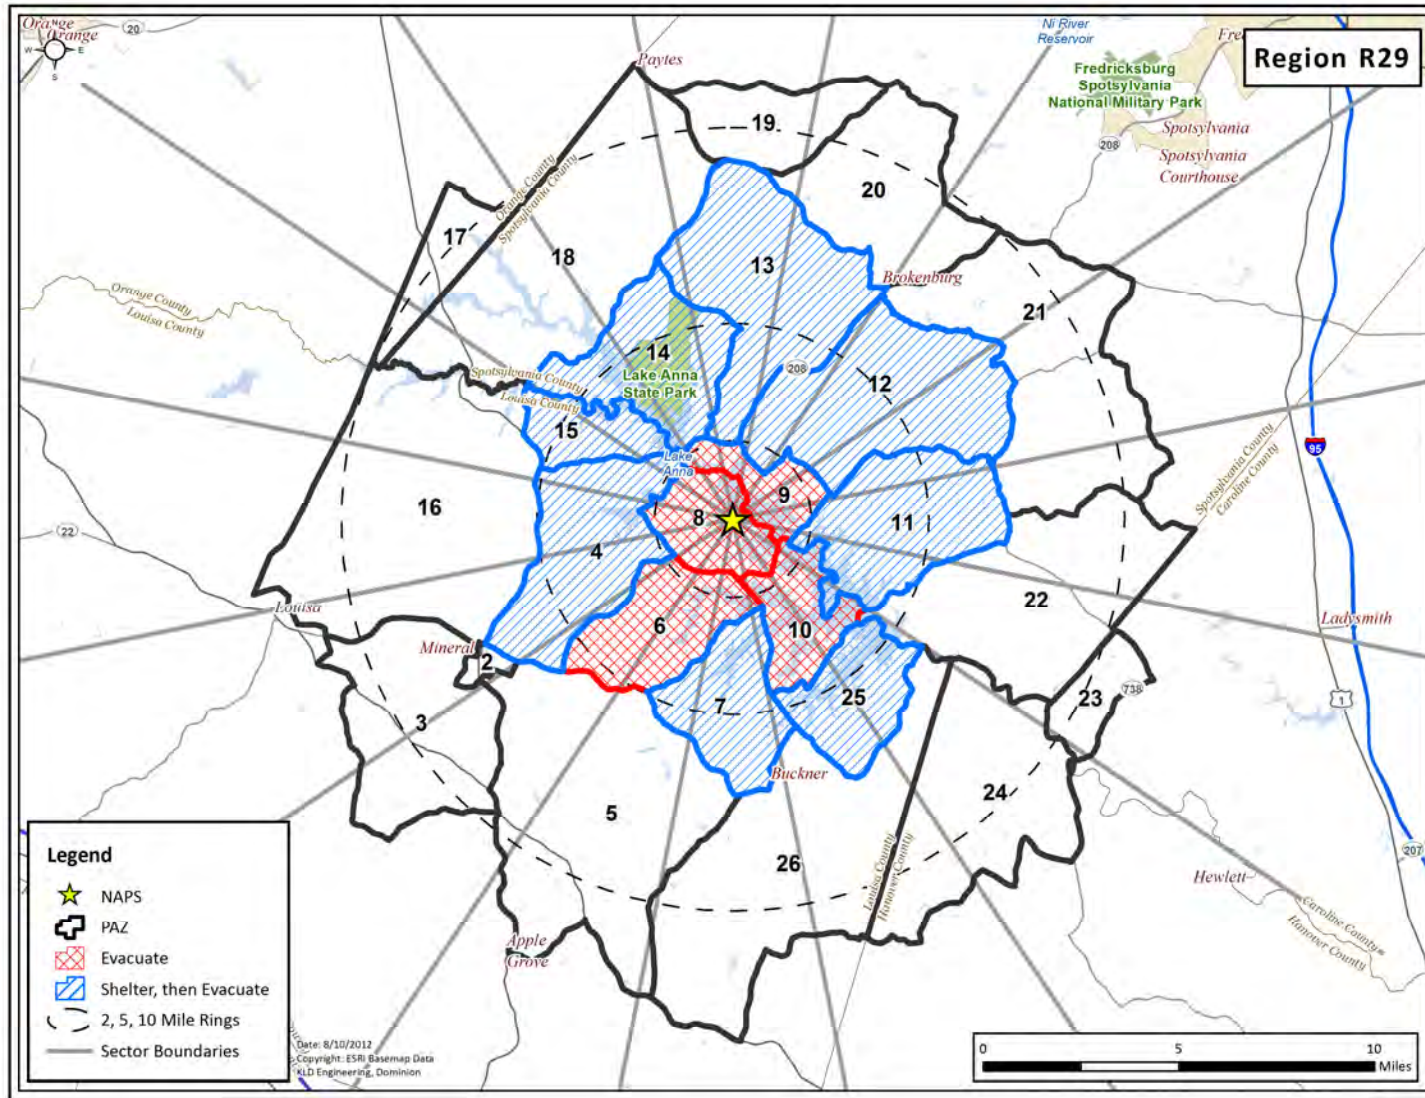 Region R29
Orange
Orange
N
W
E
S
20
Paytes
Ni River
Reservoir
Fredricksburg
Spotsylvania
National Military Park
Fre
208
Spotsylvania
Spotsylvania
Courthouse
19
20
17
Orange County
Spotsylvania County
18
13
Brokenburg
21
Orange County
Louisa County
14
Lake Anna
State Park
208
12
Spotsylvania County
Louisa County
15
Lake
Anna
95
Spotsylvania County
Caroline County
16
9
8
11
22
4
Louisa
22
Ladysmith
Mineral
2
6
10
738
23
1
3
7
25
Buckner
5
24
26
Louisa County
Hanover County
207
Hewlett
Caroline County
Hanover County
Apple
Grove
Legend
NAPS
PAZ
Evacuate
Shelter, then Evacuate
2, 5, 10 Mile Rings
Sector Boundaries
Date: 8/10/2012
Copyright: ESRI Basemap Data
KLD Engineering, Dominion
0
5
10
Miles